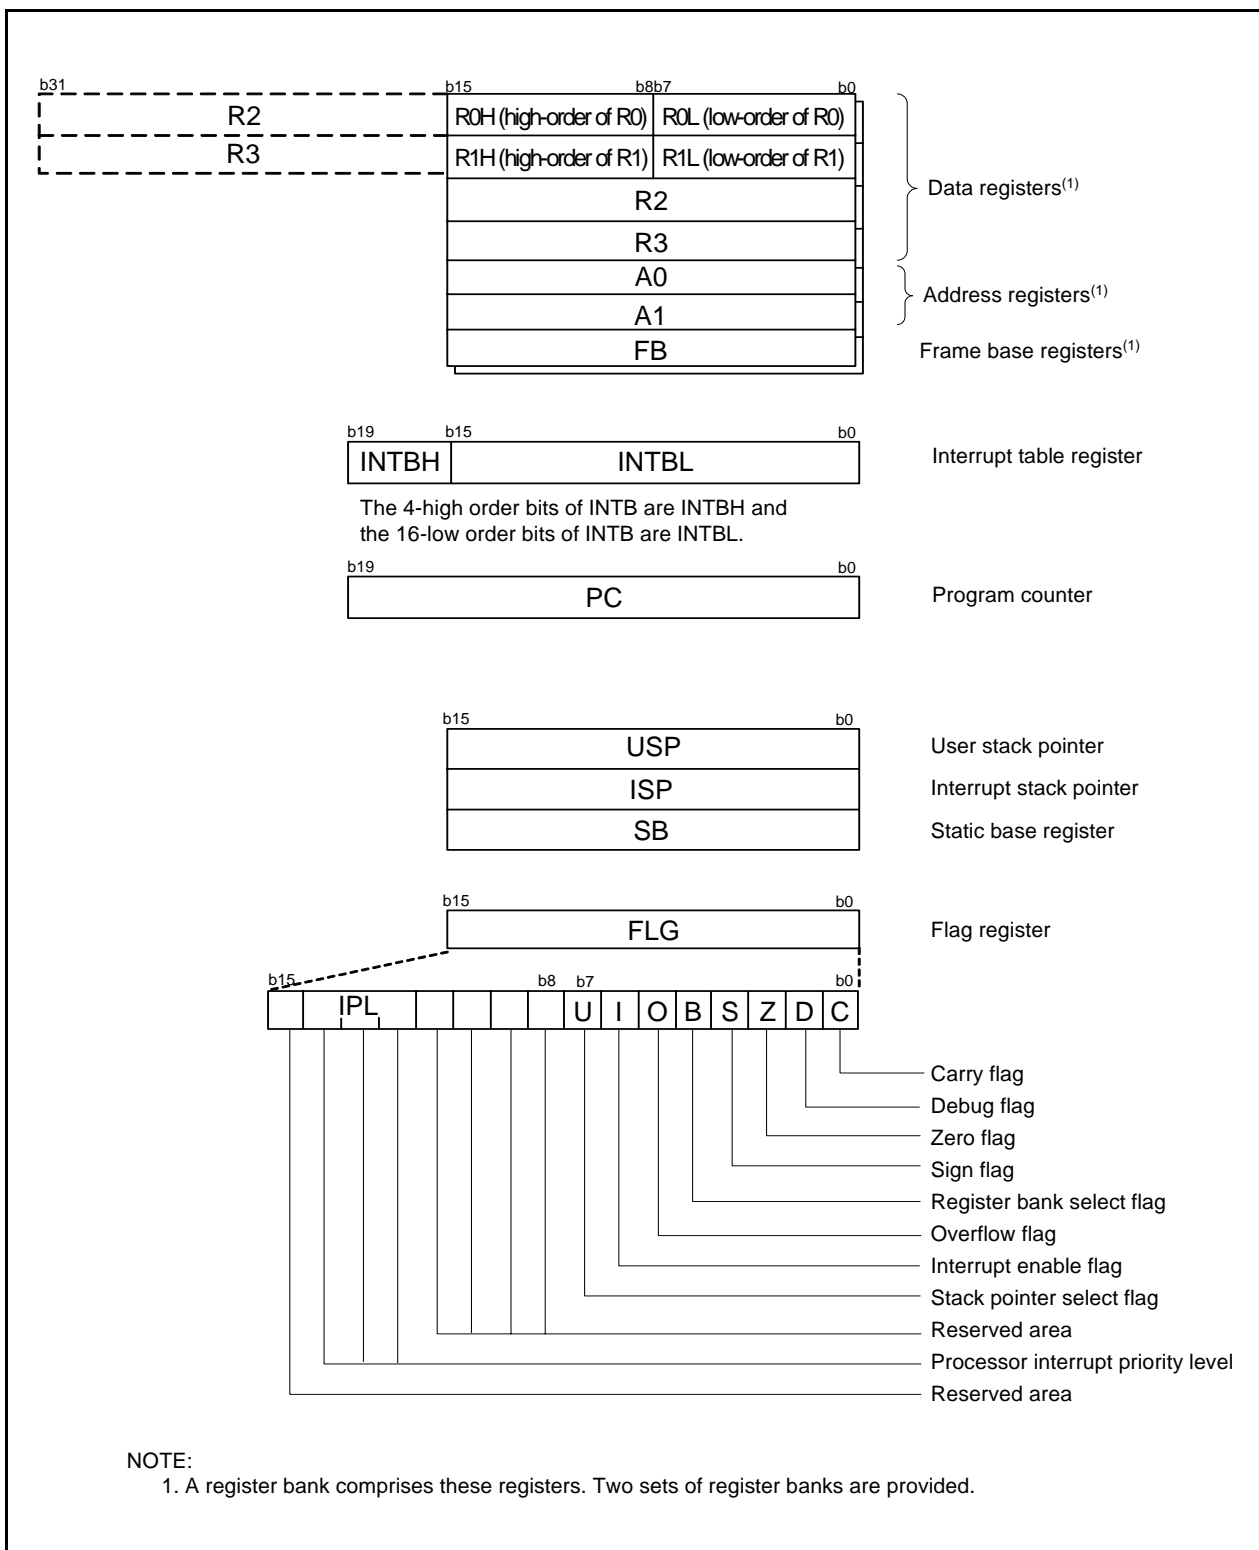 b31 b15 b8b7 b0
R2 R0H (high-order of R0) R0L (low-order of R0)
R3 R1H (high-order of R1) R1L (low-order of R1)
R2
Data registers(1)
R3
A0
Address registers(1)
A1
FB
Frame base registers(1)
b19 b15 b0
INTBH INTBL Interrupt table register
The 4-high order bits of INTB are INTBH and
the 16-low order bits of INTB are INTBL.
b19 b0
PC Program counter
b15 b0
USP User stack pointer
ISP Interrupt stack pointer
SB Static base register
b15 b0
FLG Flag register
b15 b8 b7 b0
IPL U I O B S Z D C
Carry flag
Debug flag
Zero flag
Sign flag
Register bank select flag
Overflow flag
Interrupt enable flag
Stack pointer select flag
Reserved area
Processor interrupt priority level
Reserved area
NOTE:
1. A register bank comprises these registers. Two sets of register banks are provided.